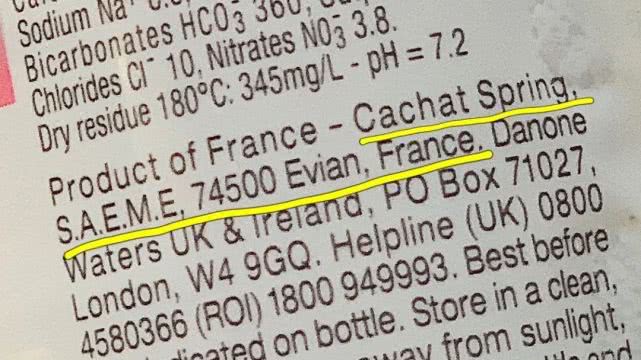 Sodium Na⁺
Bicarbonates HCO₃⁻ 360,
Chlorides Cl⁻ 10, Nitrates NO₃⁻ 3.8.
Dry residue 180°C: 345mg/L - pH = 7.2
Product of France – Cachat Spring,
S.A.E.M.E, 74500 Evian, France. Danone
Waters UK & Ireland, PO Box 71027,
London, W4 9GQ. Helpline (UK) 0800
4580366 (ROI) 1800 949993. Best before
on bottle. Store in a clean,
from sunlight,